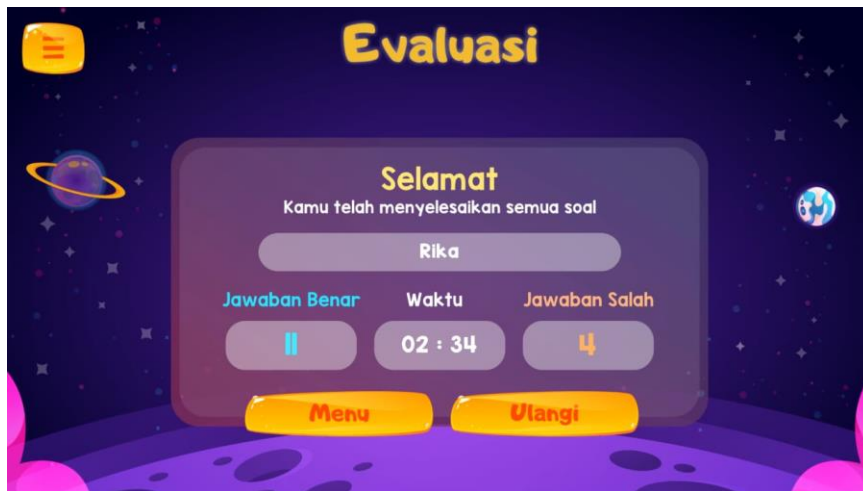 Evaluasi
Selamat
Kamu telah menyelesaikan semua soal
Rika
Jawaban Benar Waktu Jawaban Salah
11 02 : 34 4
Menu Ulangi